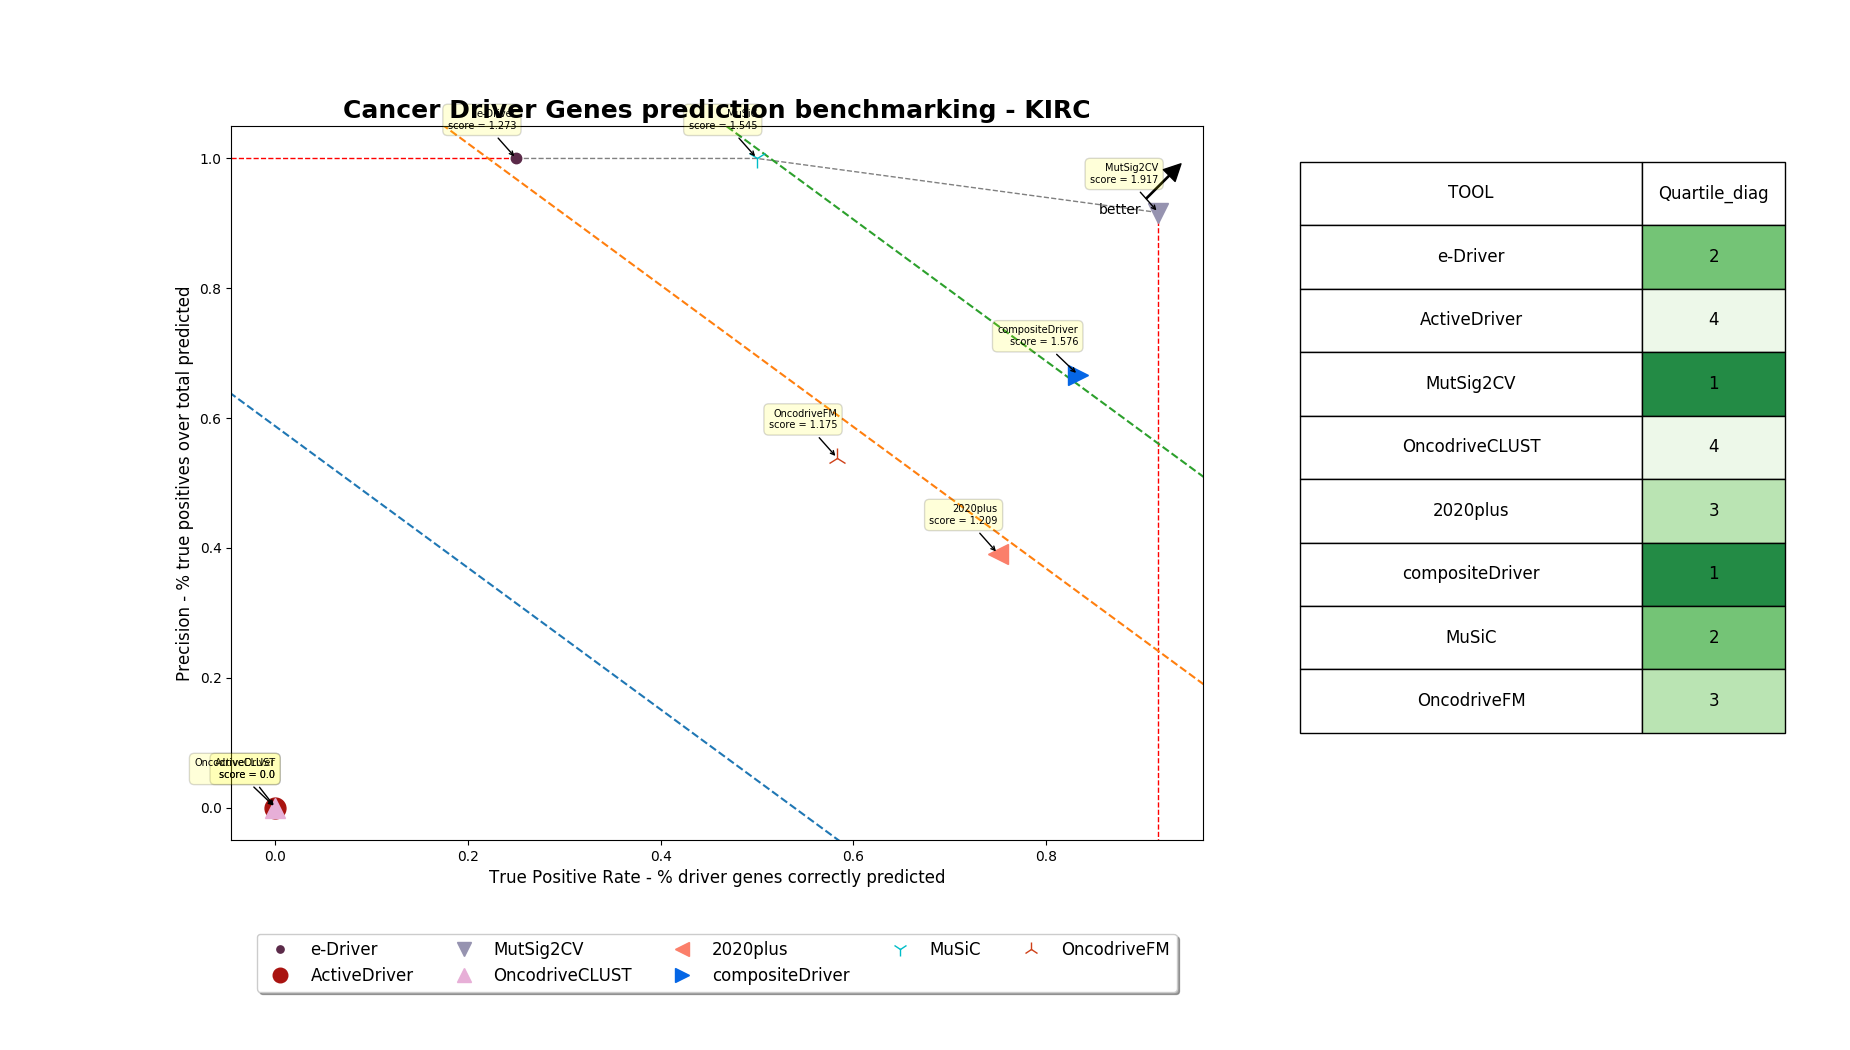 Cancer Driver Genes prediction benchmarking - KIRC
e-Driver
score = 1.273
MuSiC
score = 1.545
MutSig2CV
score = 1.917
better
compositeDriver
score = 1.576
OncodriveFM
score = 1.175
2020plus
score = 1.209
OncodriveCLUST
ActiveDriver
score = 0.0
Precision - % true positives over total predicted
1.0
0.8
0.6
0.4
0.2
0.0
0.0 0.2 0.4 0.6 0.8
True Positive Rate - % driver genes correctly predicted
e-Driver MutSig2CV 2020plus MuSiC OncodriveFM
ActiveDriver OncodriveCLUST compositeDriver
TOOL Quartile_diag
e-Driver 2
ActiveDriver 4
MutSig2CV 1
OncodriveCLUST 4
2020plus 3
compositeDriver 1
MuSiC 2
OncodriveFM 3